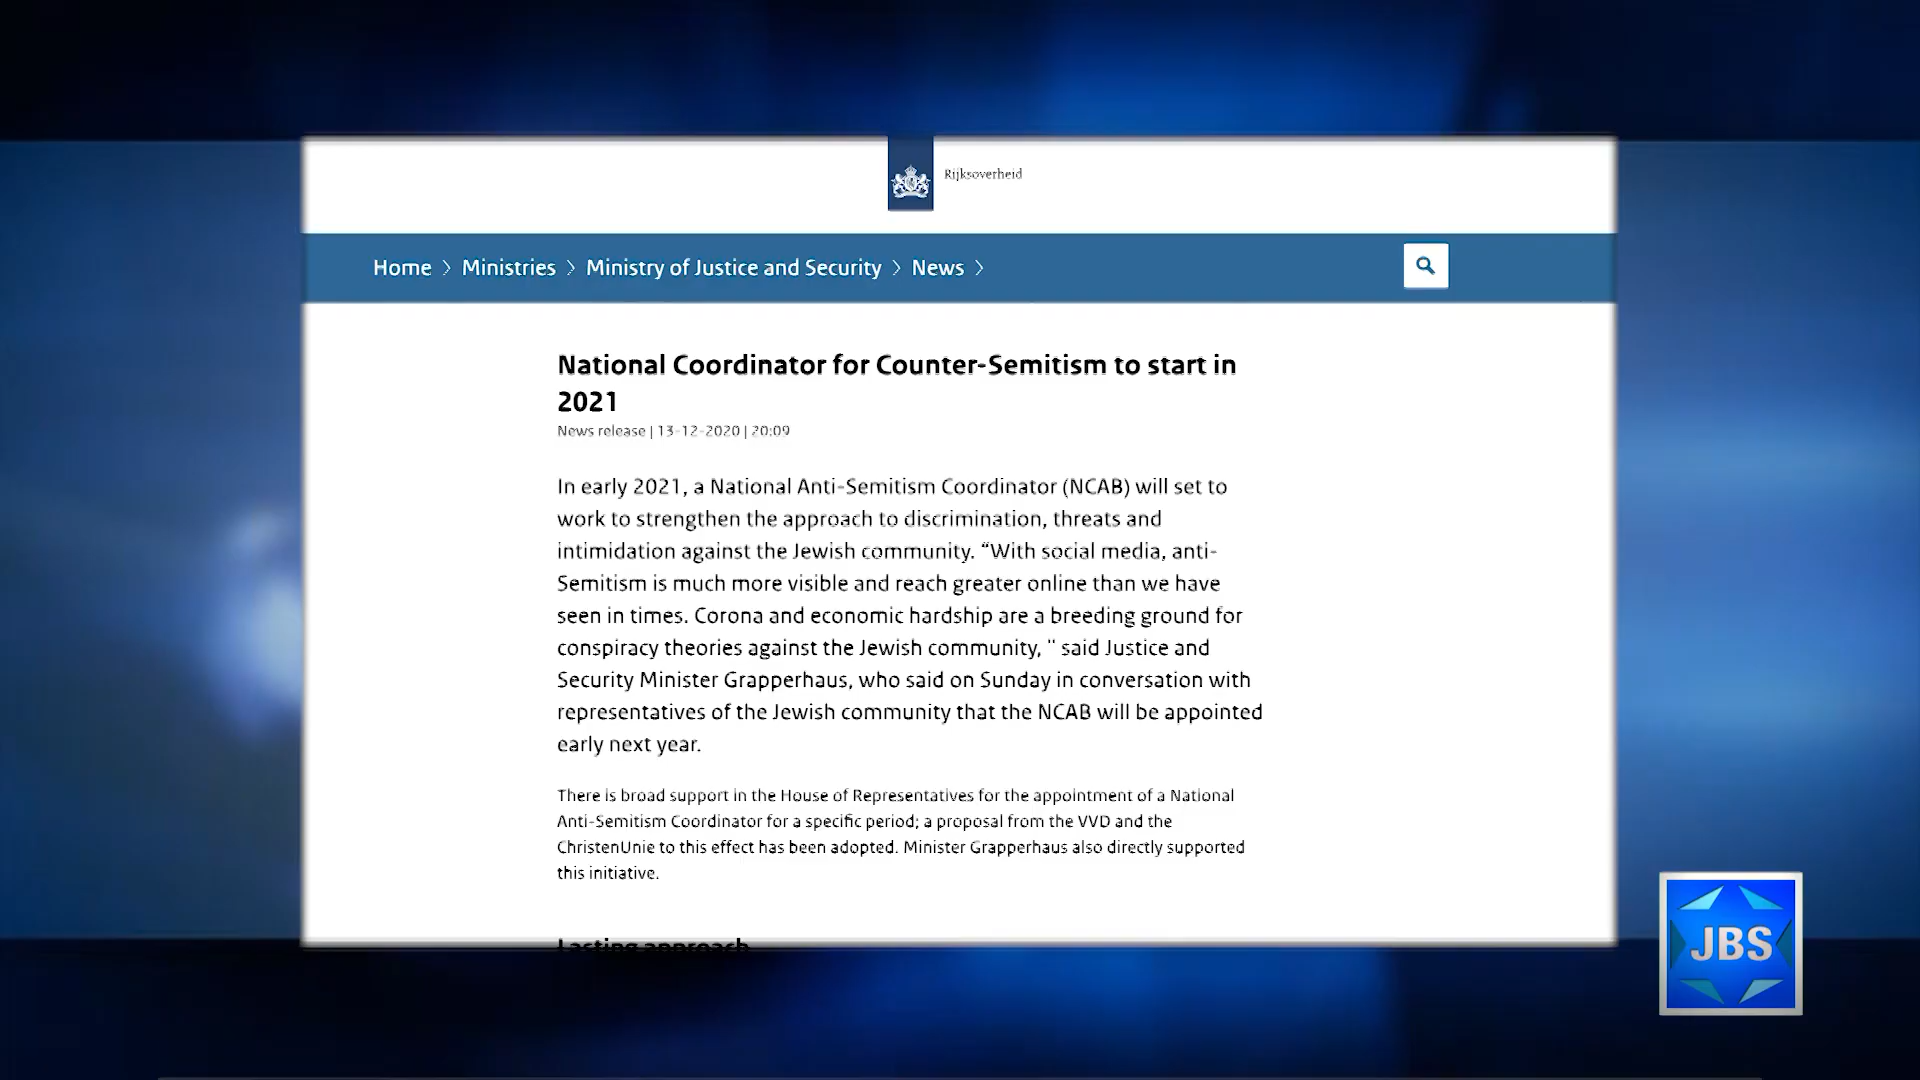 Rijksoverheid
Home > Ministries > Ministry of Justice and Security > News >
National Coordinator for Counter-Semitism to start in
2021
News release | 13-12-2020 | 20:09
In early 2021, a National Anti-Semitism Coordinator (NCAB) will set to
work to strengthen the approach to discrimination, threats and
intimidation against the Jewish community. “With social media, anti-
Semitism is much more visible and reach greater online than we have
seen in times. Corona and economic hardship are a breeding ground for
conspiracy theories against the Jewish community, " said Justice and
Security Minister Grapperhaus, who said on Sunday in conversation with
representatives of the Jewish community that the NCAB will be appointed
early next year.
There is broad support in the House of Representatives for the appointment of a National
Anti-Semitism Coordinator for a specific period; a proposal from the VVD and the
ChristenUnie to this effect has been adopted. Minister Grapperhaus also directly supported
this initiative.
Lasting approach
JBS